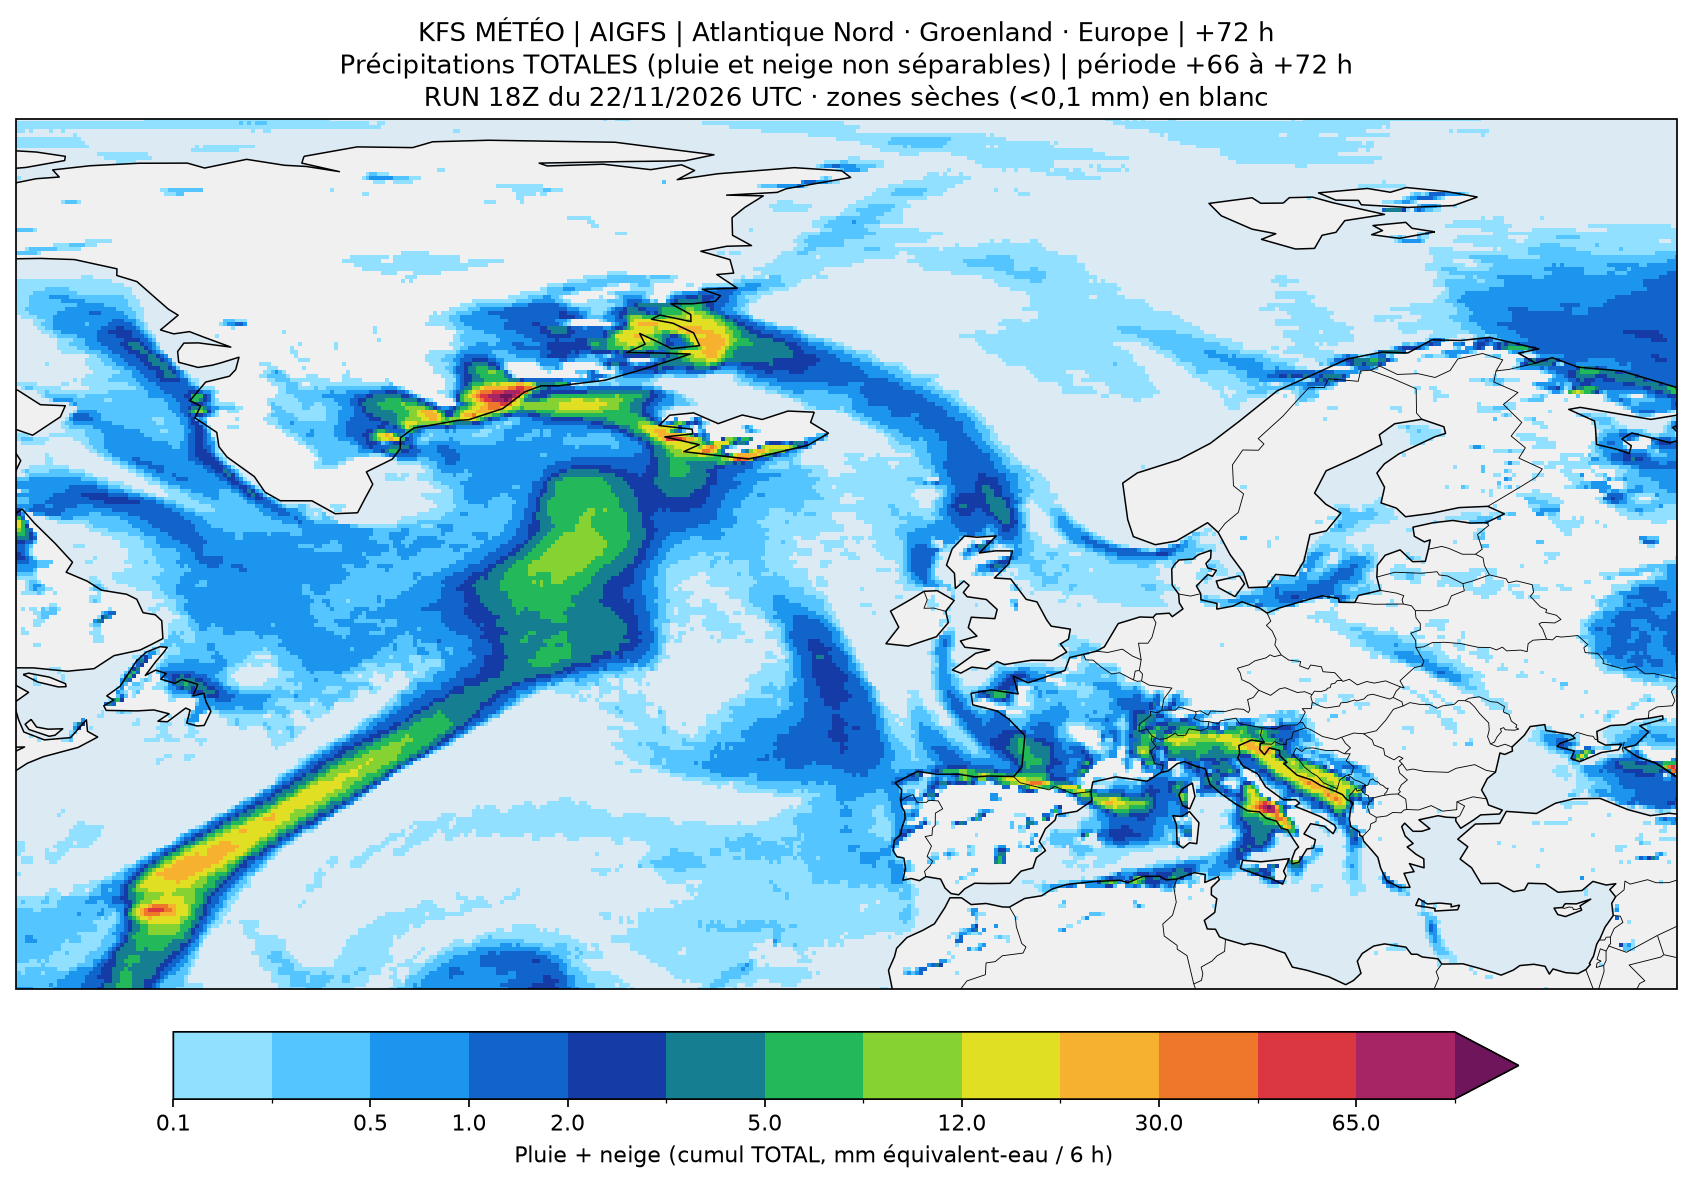 KFS MÉTÉO | AIGFS | Atlantique Nord · Groenland · Europe | +72 h
Précipitations TOTALES (pluie et neige non séparables) | période +66 à +72 h
RUN 18Z du 22/11/2026 UTC · zones sèches (<0,1 mm) en blanc
0.1 0.5 1.0 2.0 5.0 12.0 30.0 65.0
Pluie + neige (cumul TOTAL, mm équivalent-eau / 6 h)